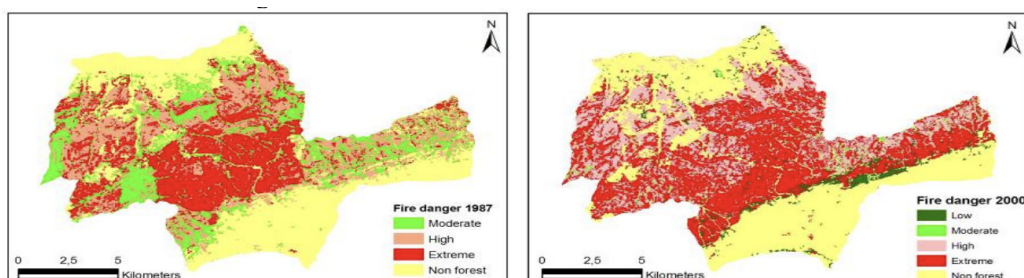 N
Fire danger 1987
Moderate
High
Extreme
Non forest
0 2,5 5
Kilometers
N
Fire danger 2000
Low
Moderate
High
Extreme
Non forest
0 2,5 5
Kilometers